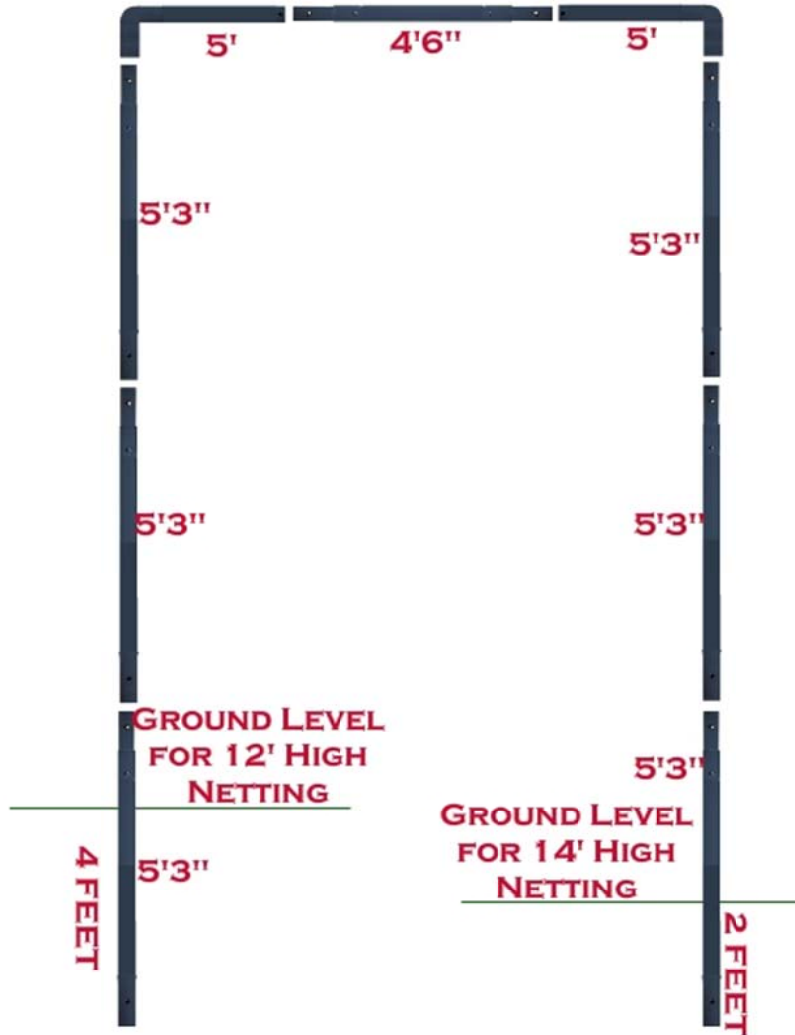 5'
4'6"
5'
5'3"
5'3"
5'3"
5'3"
GROUND LEVEL
FOR 12' HIGH
NETTING
5'3"
GROUND LEVEL
FOR 14' HIGH
NETTING
4 FEET
5'3"
2 FEET